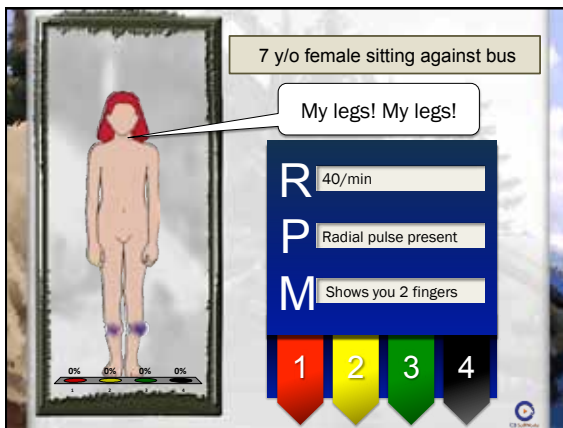 7 y/o female sitting against bus
My legs! My legs!
R 40/min
P Radial pulse present
M Shows you 2 fingers
0% 0% 0% 0%
1 2 3 4